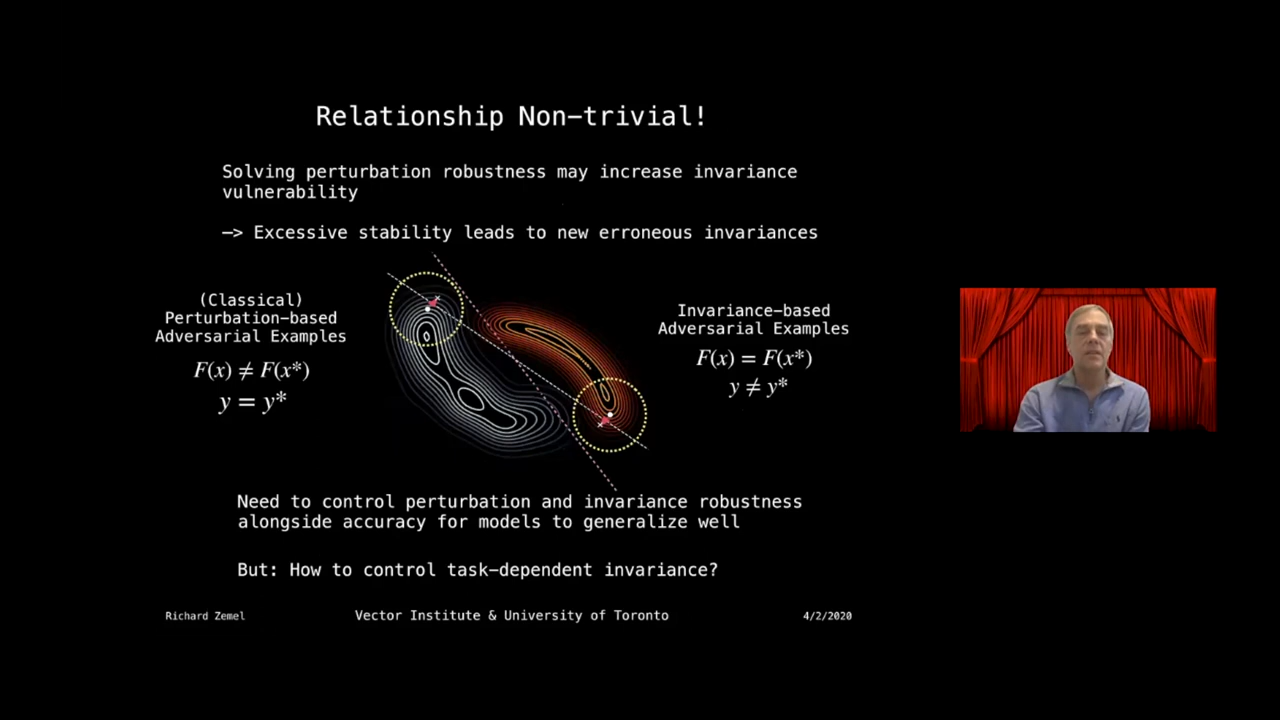 Relationship Non-trivial!
Solving perturbation robustness may increase invariance
vulnerability
—> Excessive stability leads to new erroneous invariances
(Classical)
Perturbation-based
Adversarial Examples
F(x) ≠ F(x*)
y = y*
Invariance-based
Adversarial Examples
F(x) = F(x*)
y ≠ y*
Need to control perturbation and invariance robustness
alongside accuracy for models to generalize well
But: How to control task-dependent invariance?
Richard Zemel
Vector Institute & University of Toronto
4/2/2020